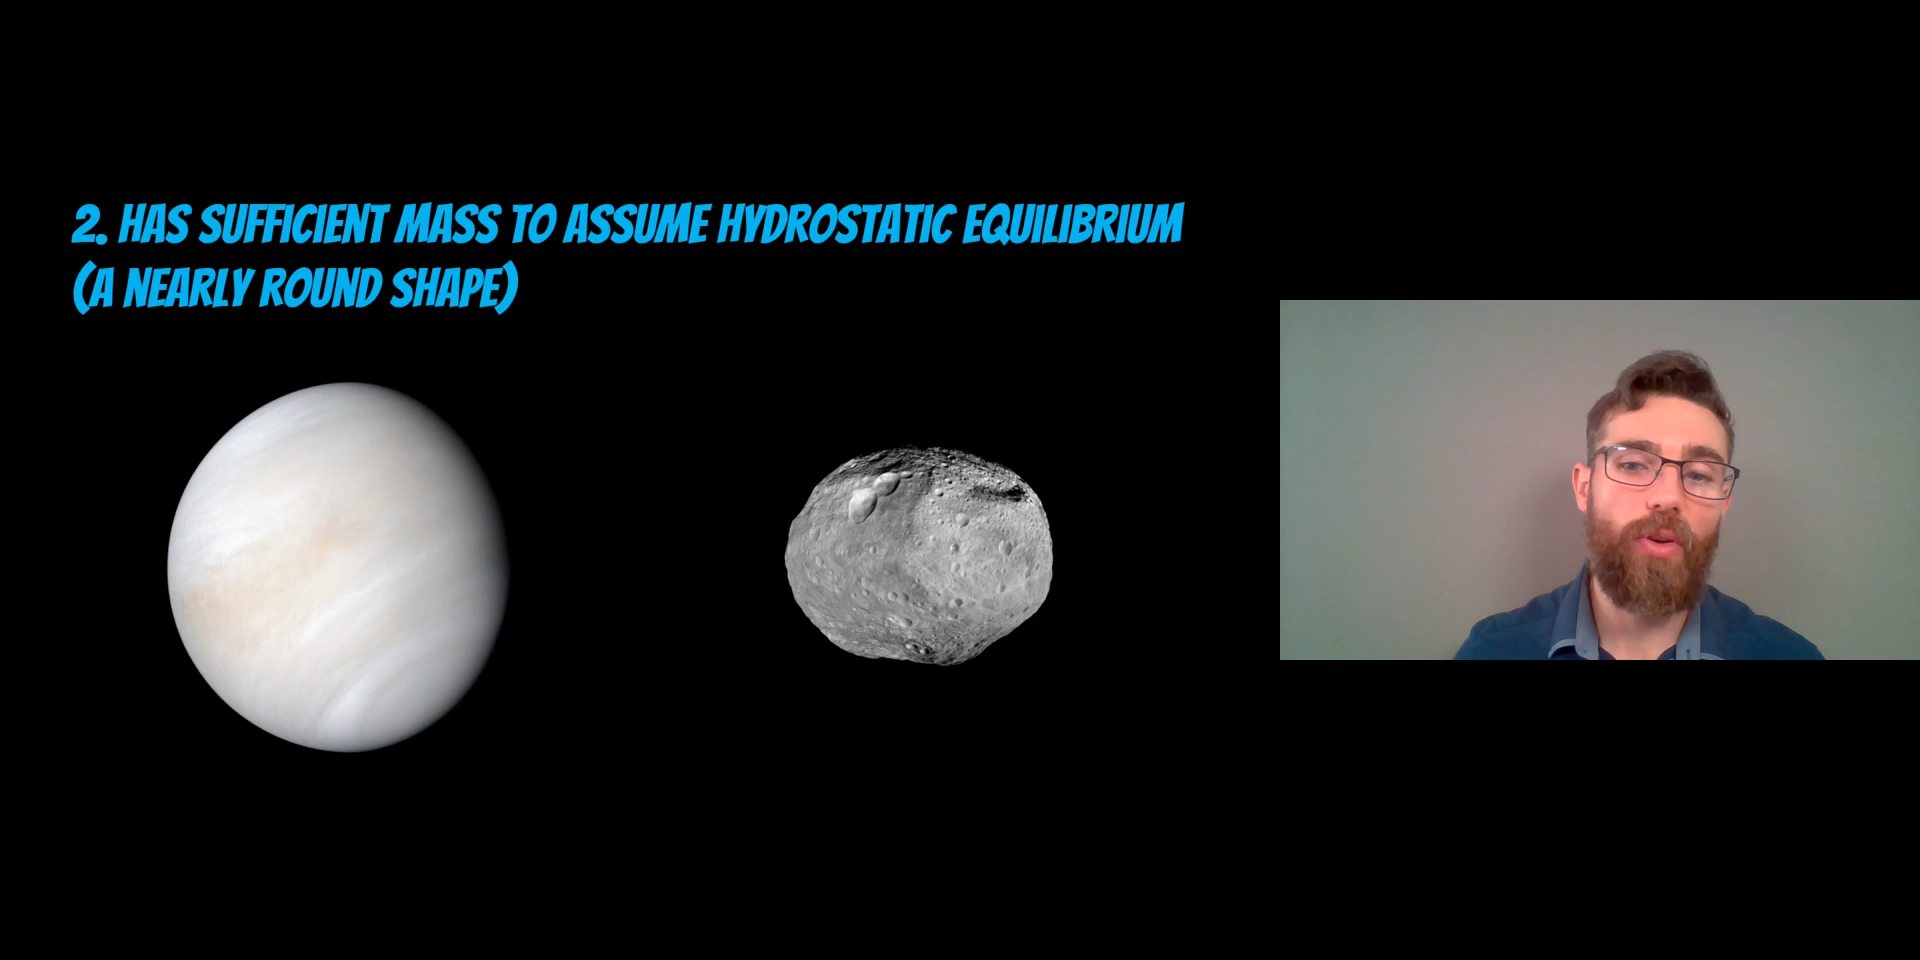 2. HAS SUFFICIENT MASS TO ASSUME HYDROSTATIC EQUILIBRIUM
(A NEARLY ROUND SHAPE)